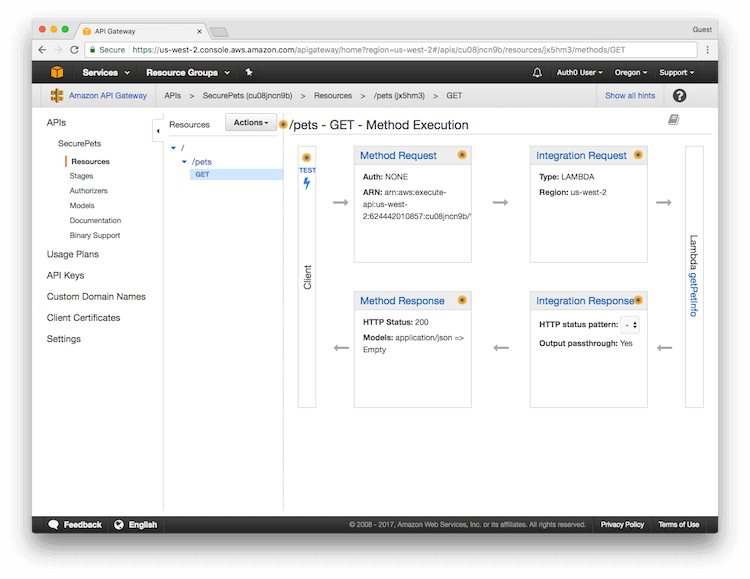 API Gateway
Guest
Secure https://us-west-2.console.aws.amazon.com/apigateway/home?region=us-west-2#/apis/cu08jncn9b/resources/jx5hm3/methods/GET
Services Resource Groups Auth0 User Oregon Support
Amazon API Gateway APIs > SecurePets (cu08jncn9b) > Resources > /pets (jx5hm3) > GET Show all hints ?
APIs
SecurePets
Resources
Stages
Authorizers
Models
Documentation
Binary Support
Usage Plans
API Keys
Custom Domain Names
Client Certificates
Settings
Resources Actions
/
/pets
GET
/pets - GET - Method Execution
TEST
Client
Method Request
Auth: NONE
ARN: arn:aws:execute-
api:us-west-
2:624442010857:cu08jncn9b/*
Integration Request
Type: LAMBDA
Region: us-west-2
Lambda getPetInfo
Method Response
HTTP Status: 200
Models: application/json =>
Empty
Integration Response
HTTP status pattern: -
Output passthrough: Yes
Feedback English © 2008 - 2017, Amazon Web Services, Inc. or its affiliates. All rights reserved. Privacy Policy Terms of Use